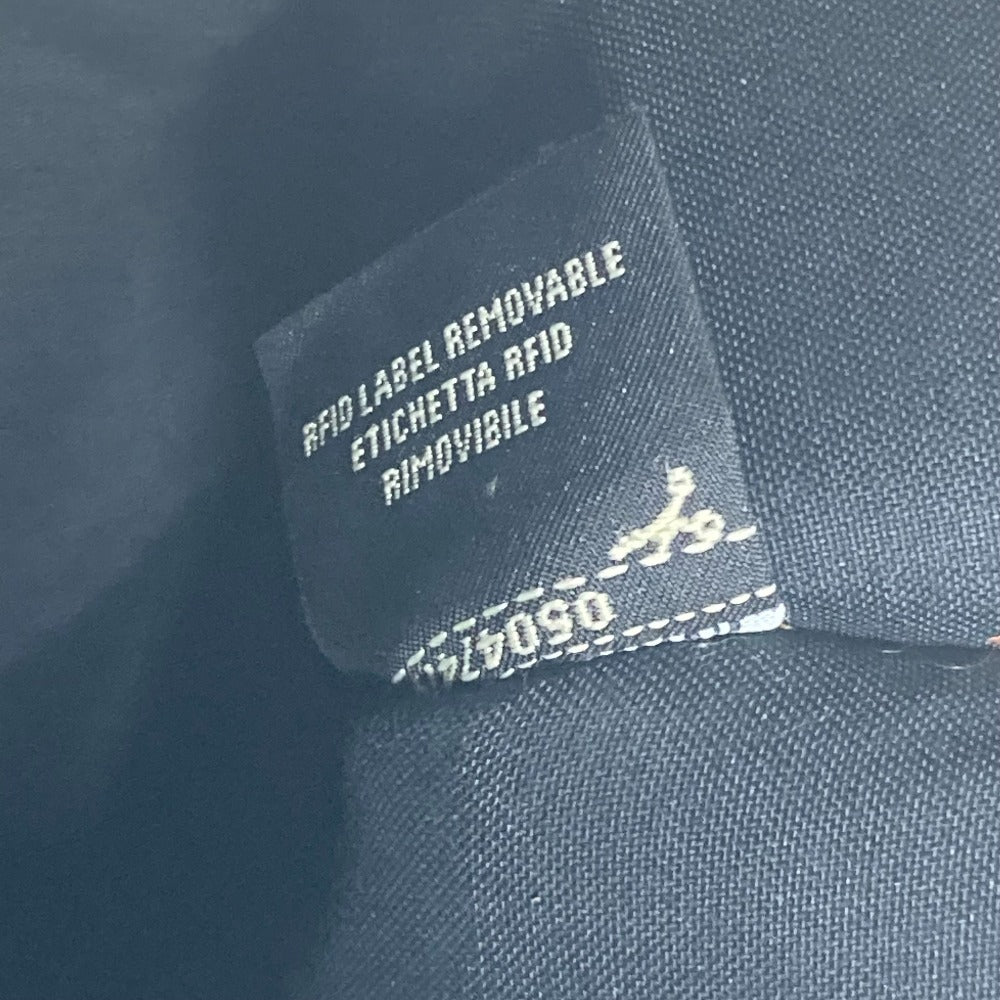 RFID LABEL REMOVABLE
ETICHETTA RFID
RIMOVIBILE